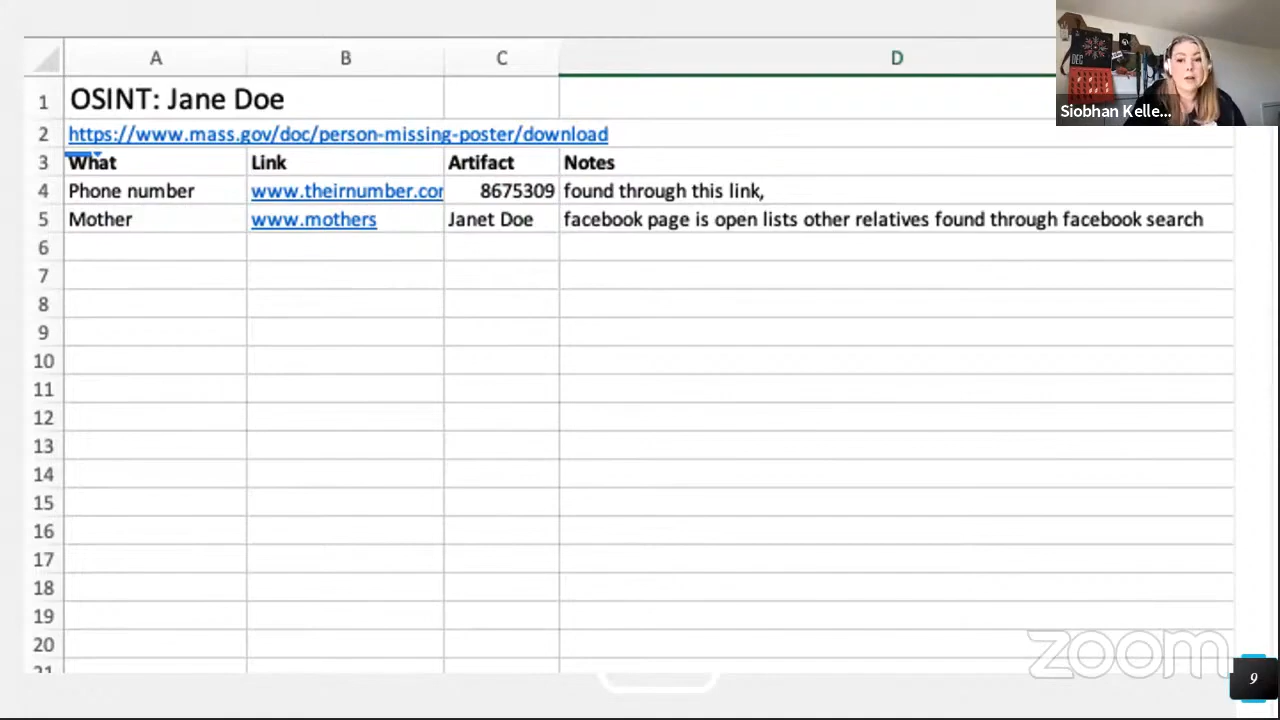 A B C D
1 OSINT: Jane Doe
2 https://www.mass.gov/doc/person-missing-poster/download
3 What Link Artifact Notes
4 Phone number www.theirnumber.cor 8675309 found through this link,
5 Mother www.mothers Janet Doe facebook page is open lists other relatives found through facebook search
6
7
8
9
10
11
12
13
14
15
16
17
18
19
20
21
DEC
Siobhan Kelle...
zoom
9